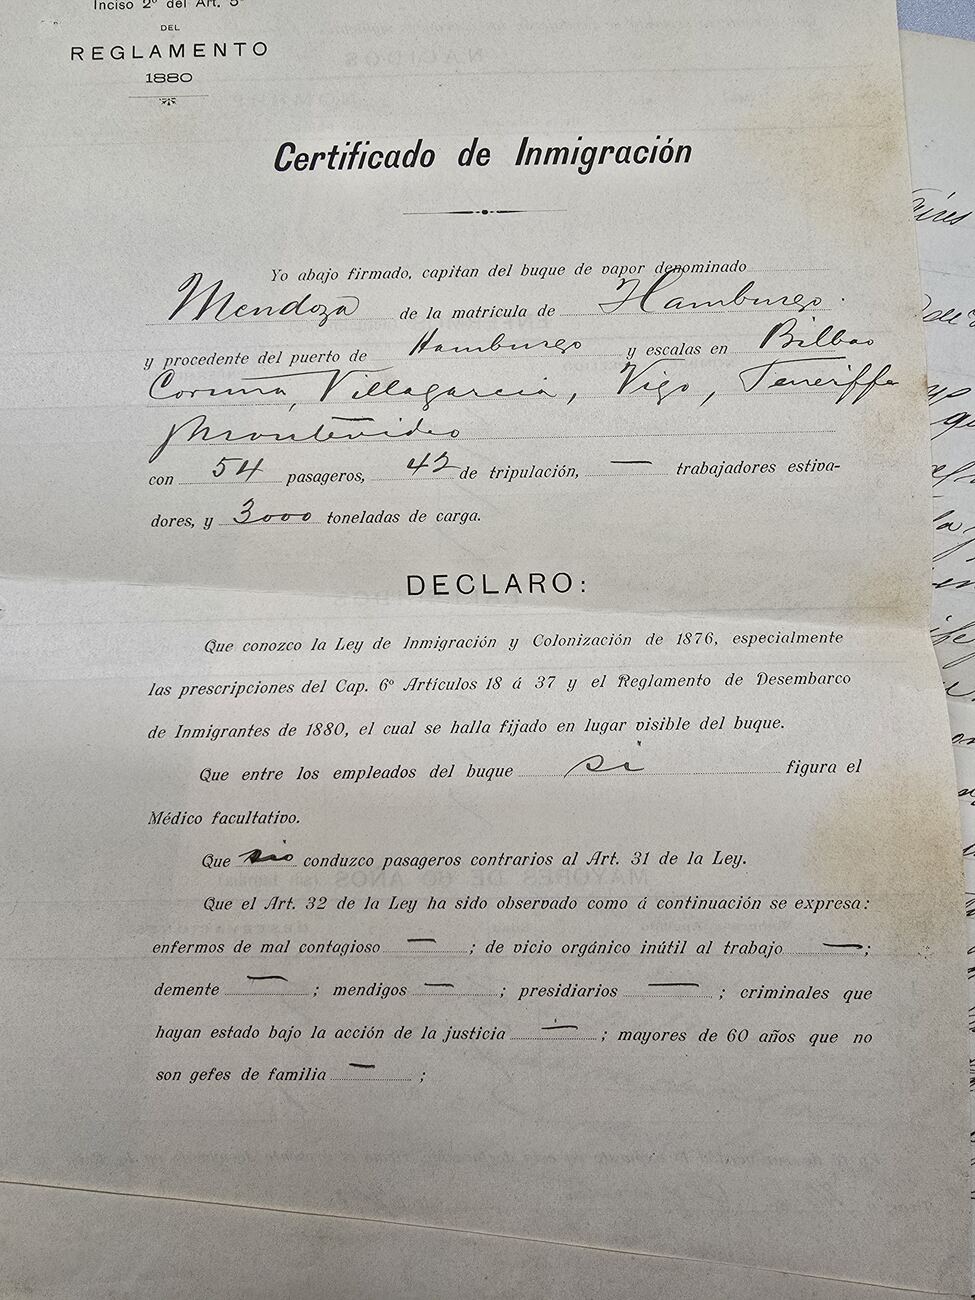 Inciso 2º del Art. 5º
DEL
REGLAMENTO
1880
Certificado de Inmigración
Yo abajo firmado, capitan del buque de vapor denominado
Mendoza de la matricula de Hamburgo.
y procedente del puerto de Hamburgo y escalas en Bilbao
Coruña, Villagarcia, Vigo, Teneriffe
Montevideo
con 54 pasageros, 42 de tripulación, — trabajadores estiva-
dores, y 3000 toneladas de carga.
DECLARO:
Que conozco la Ley de Inmigración y Colonización de 1876, especialmente
las prescripciones del Cap. 6º Artículos 18 á 37 y el Reglamento de Desembarco
de Inmigrantes de 1880, el cual se halla fijado en lugar visible del buque.
Que entre los empleados del buque si figura el
Médico facultativo.
Que conduzco pasageros contrarios al Art. 31 de la Ley.
Que el Art. 32 de la Ley ha sido observado como á continuación se expresa:
enfermos de mal contagioso — ; de vicio orgánico inútil al trabajo — ;
demente — ; mendigos — ; presidiarios — ; criminales que
hayan estado bajo la acción de la justicia — ; mayores de 60 años que no
son gefes de familia — ;